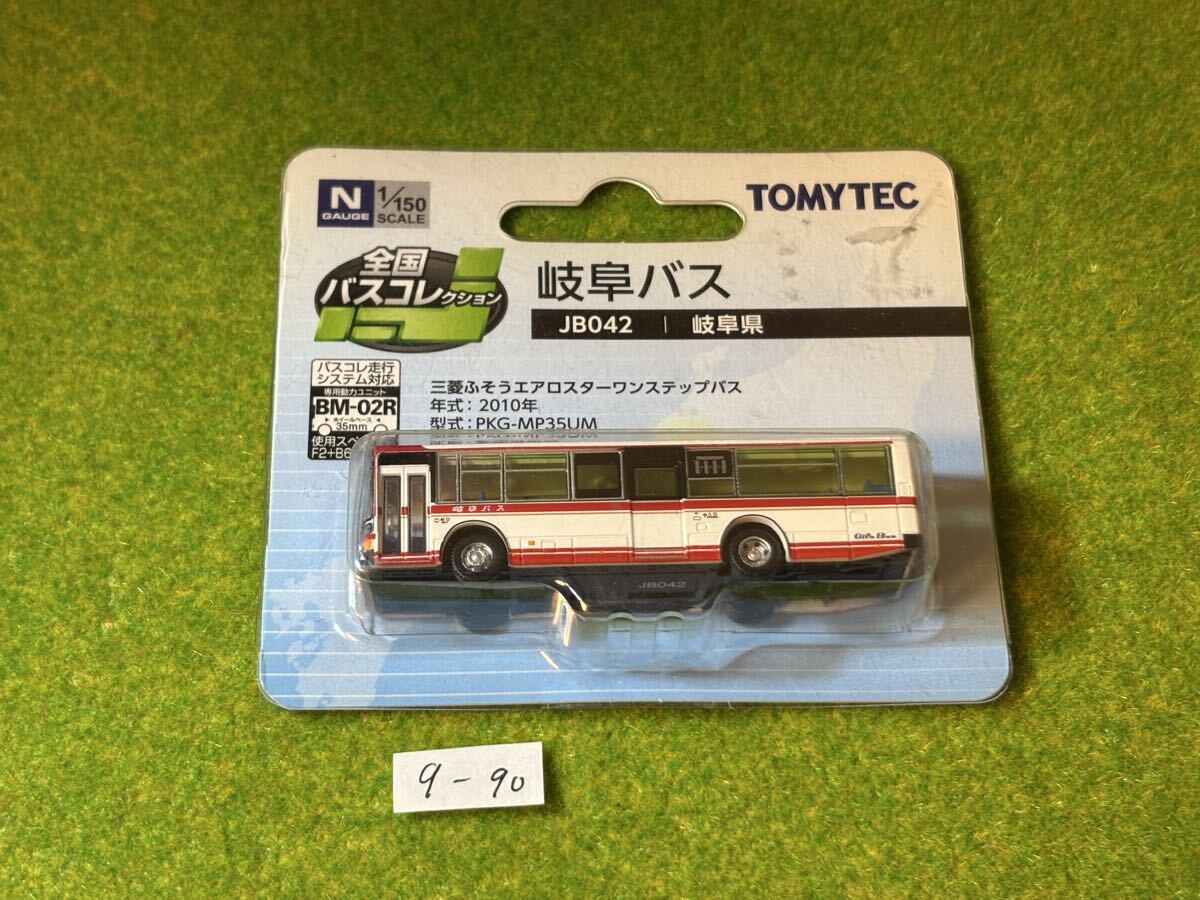 N
GAUGE
1/150
SCALE
TOMYTEC
全国
バスコレクション
岐阜バス
JB042 | 岐阜県
バスコレ走行
システム対応
専用動力ユニット
BM-02R
ホイールベース
35mm
使用スペ
F2+B6
三菱ふそうエアロスターワンステップバス
年式：2010年
型式：PKG-MP35UM
岐阜バス
JB042
9-90